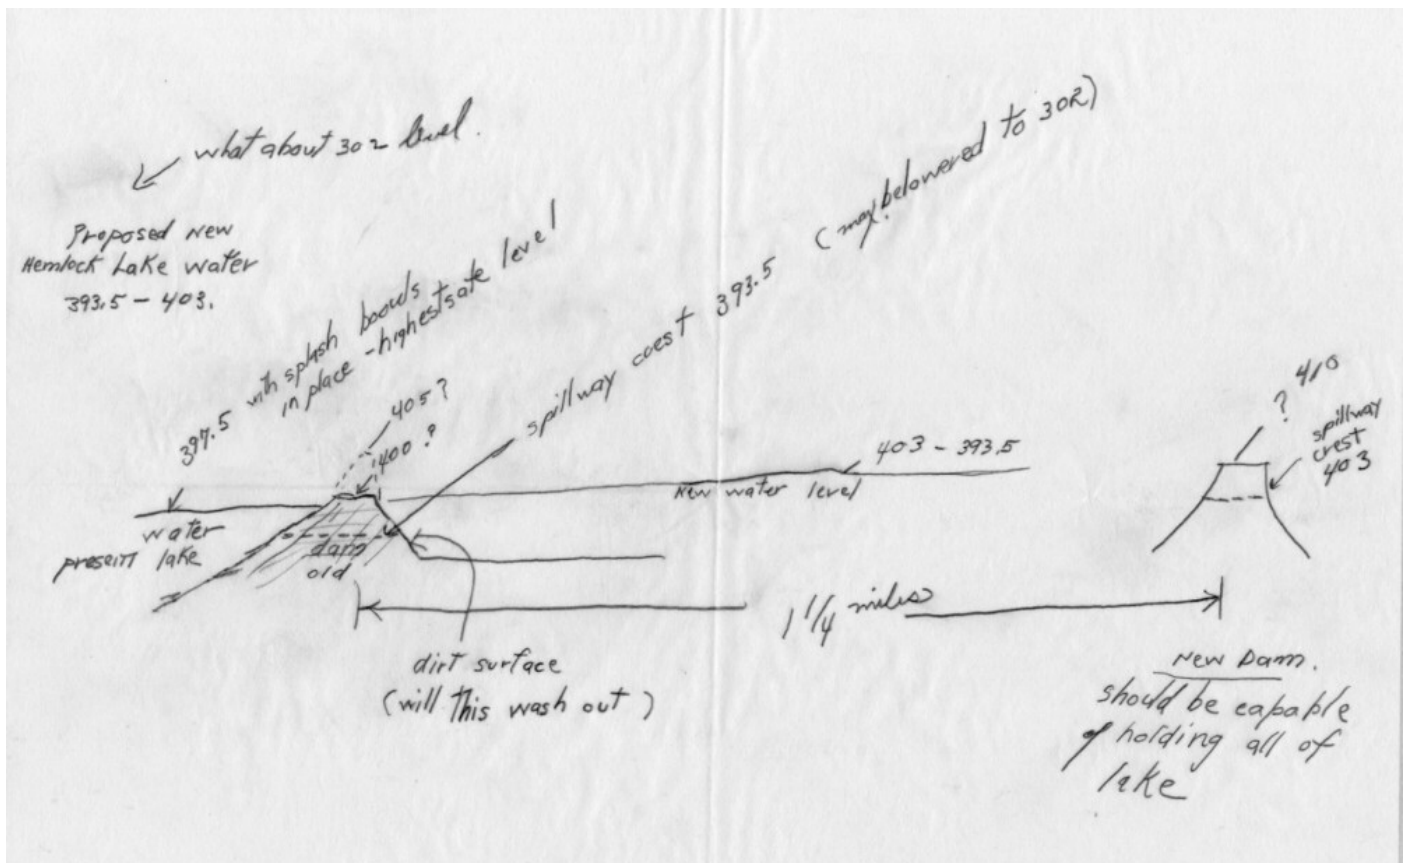 what about 302 level.
Proposed New
Hemlock Lake water
393.5 - 403.
397.5 with splash boards
in place - highest safe level
405?
400?
spillway crest 393.5 (may be lowered to 302)
403 - 393.5
New water level
? 410
spillway
crest
403
water
present lake
dam
old
1 1/4 miles
dirt surface
(will this wash out)
New Dam.
should be capable
of holding all of
lake